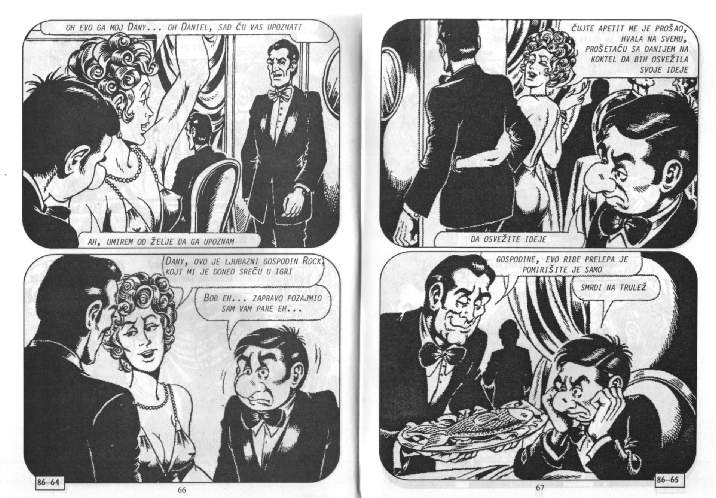 OH EVO GA MOJ DANY... OH DANIEL, SAD ĆU VAS UPOZNATI
AH, UMIREM OD ŽELJE DA GA UPOZNAM
DANY, OVO JE LJUBAZNI GOSPODIN ROCK.
KOJI MI JE DONEO SREĆU U IGRI
BOB EH... ZAPRAVO POZAJMIO
SAM VAM PARE EH...
86-64
66
ČUJTE APETIT ME JE PROŠAO,
HVALA NA SVEMU,
PROŠETAĆU SA DANIJEM NA
KOKTEL DA BIH OSVEŽILA
SVOJE IDEJE
DA OSVEŽITE IDEJE
GOSPODINE, EVO RIBE PRELEPA JE
POMIRIŠITE JE SAMO
SMRDI NA TRULEŽ
86-65
67